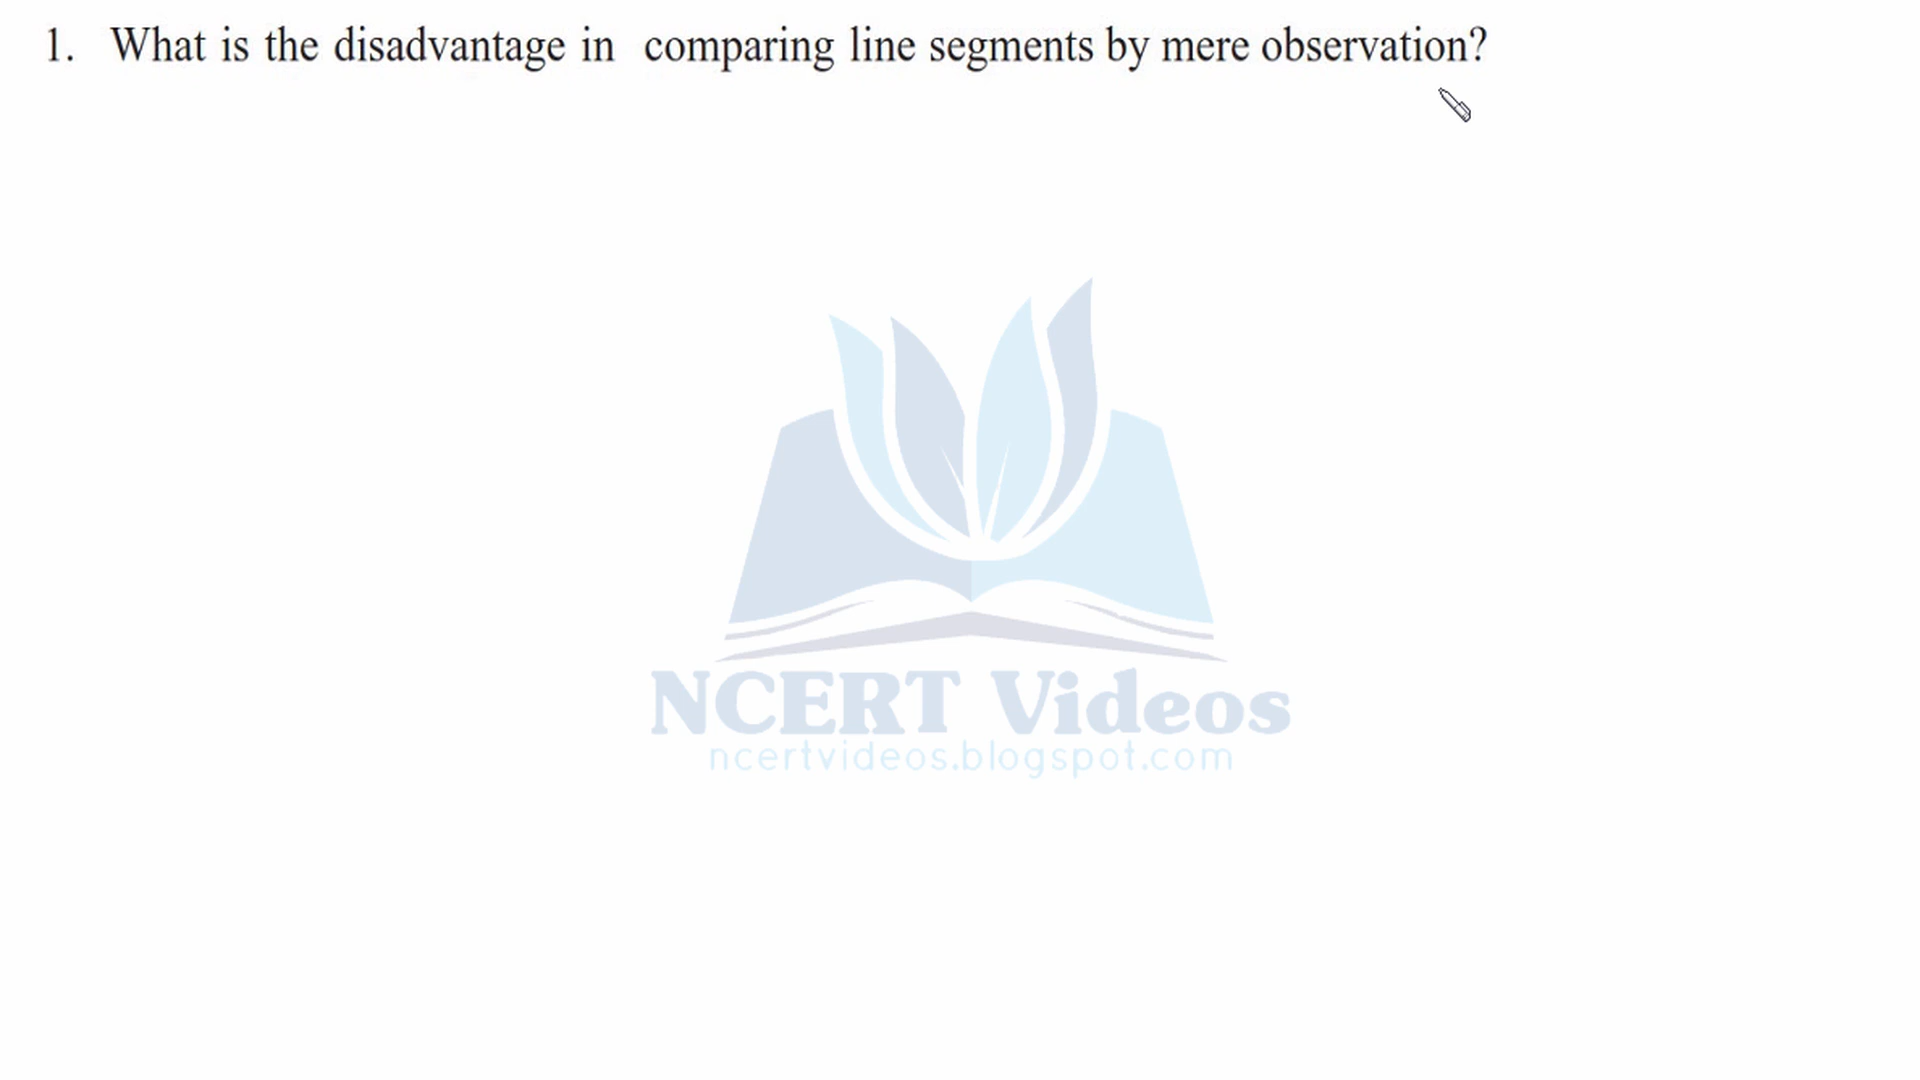 1. What is the disadvantage in comparing line segments by mere observation?
NCERT Videos
ncertvideos.blogspot.com